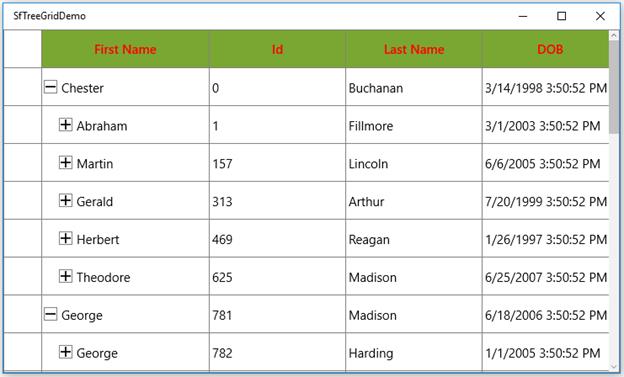 SfTreeGridDemo
First Name Id Last Name DOB
Chester 0 Buchanan 3/14/1998 3:50:52 PM
Abraham 1 Fillmore 3/1/2003 3:50:52 PM
Martin 157 Lincoln 6/6/2005 3:50:52 PM
Gerald 313 Arthur 7/20/1999 3:50:52 PM
Herbert 469 Reagan 1/26/1997 3:50:52 PM
Theodore 625 Madison 6/25/2007 3:50:52 PM
George 781 Madison 6/18/2006 3:50:52 PM
George 782 Harding 1/1/2005 3:50:52 PM